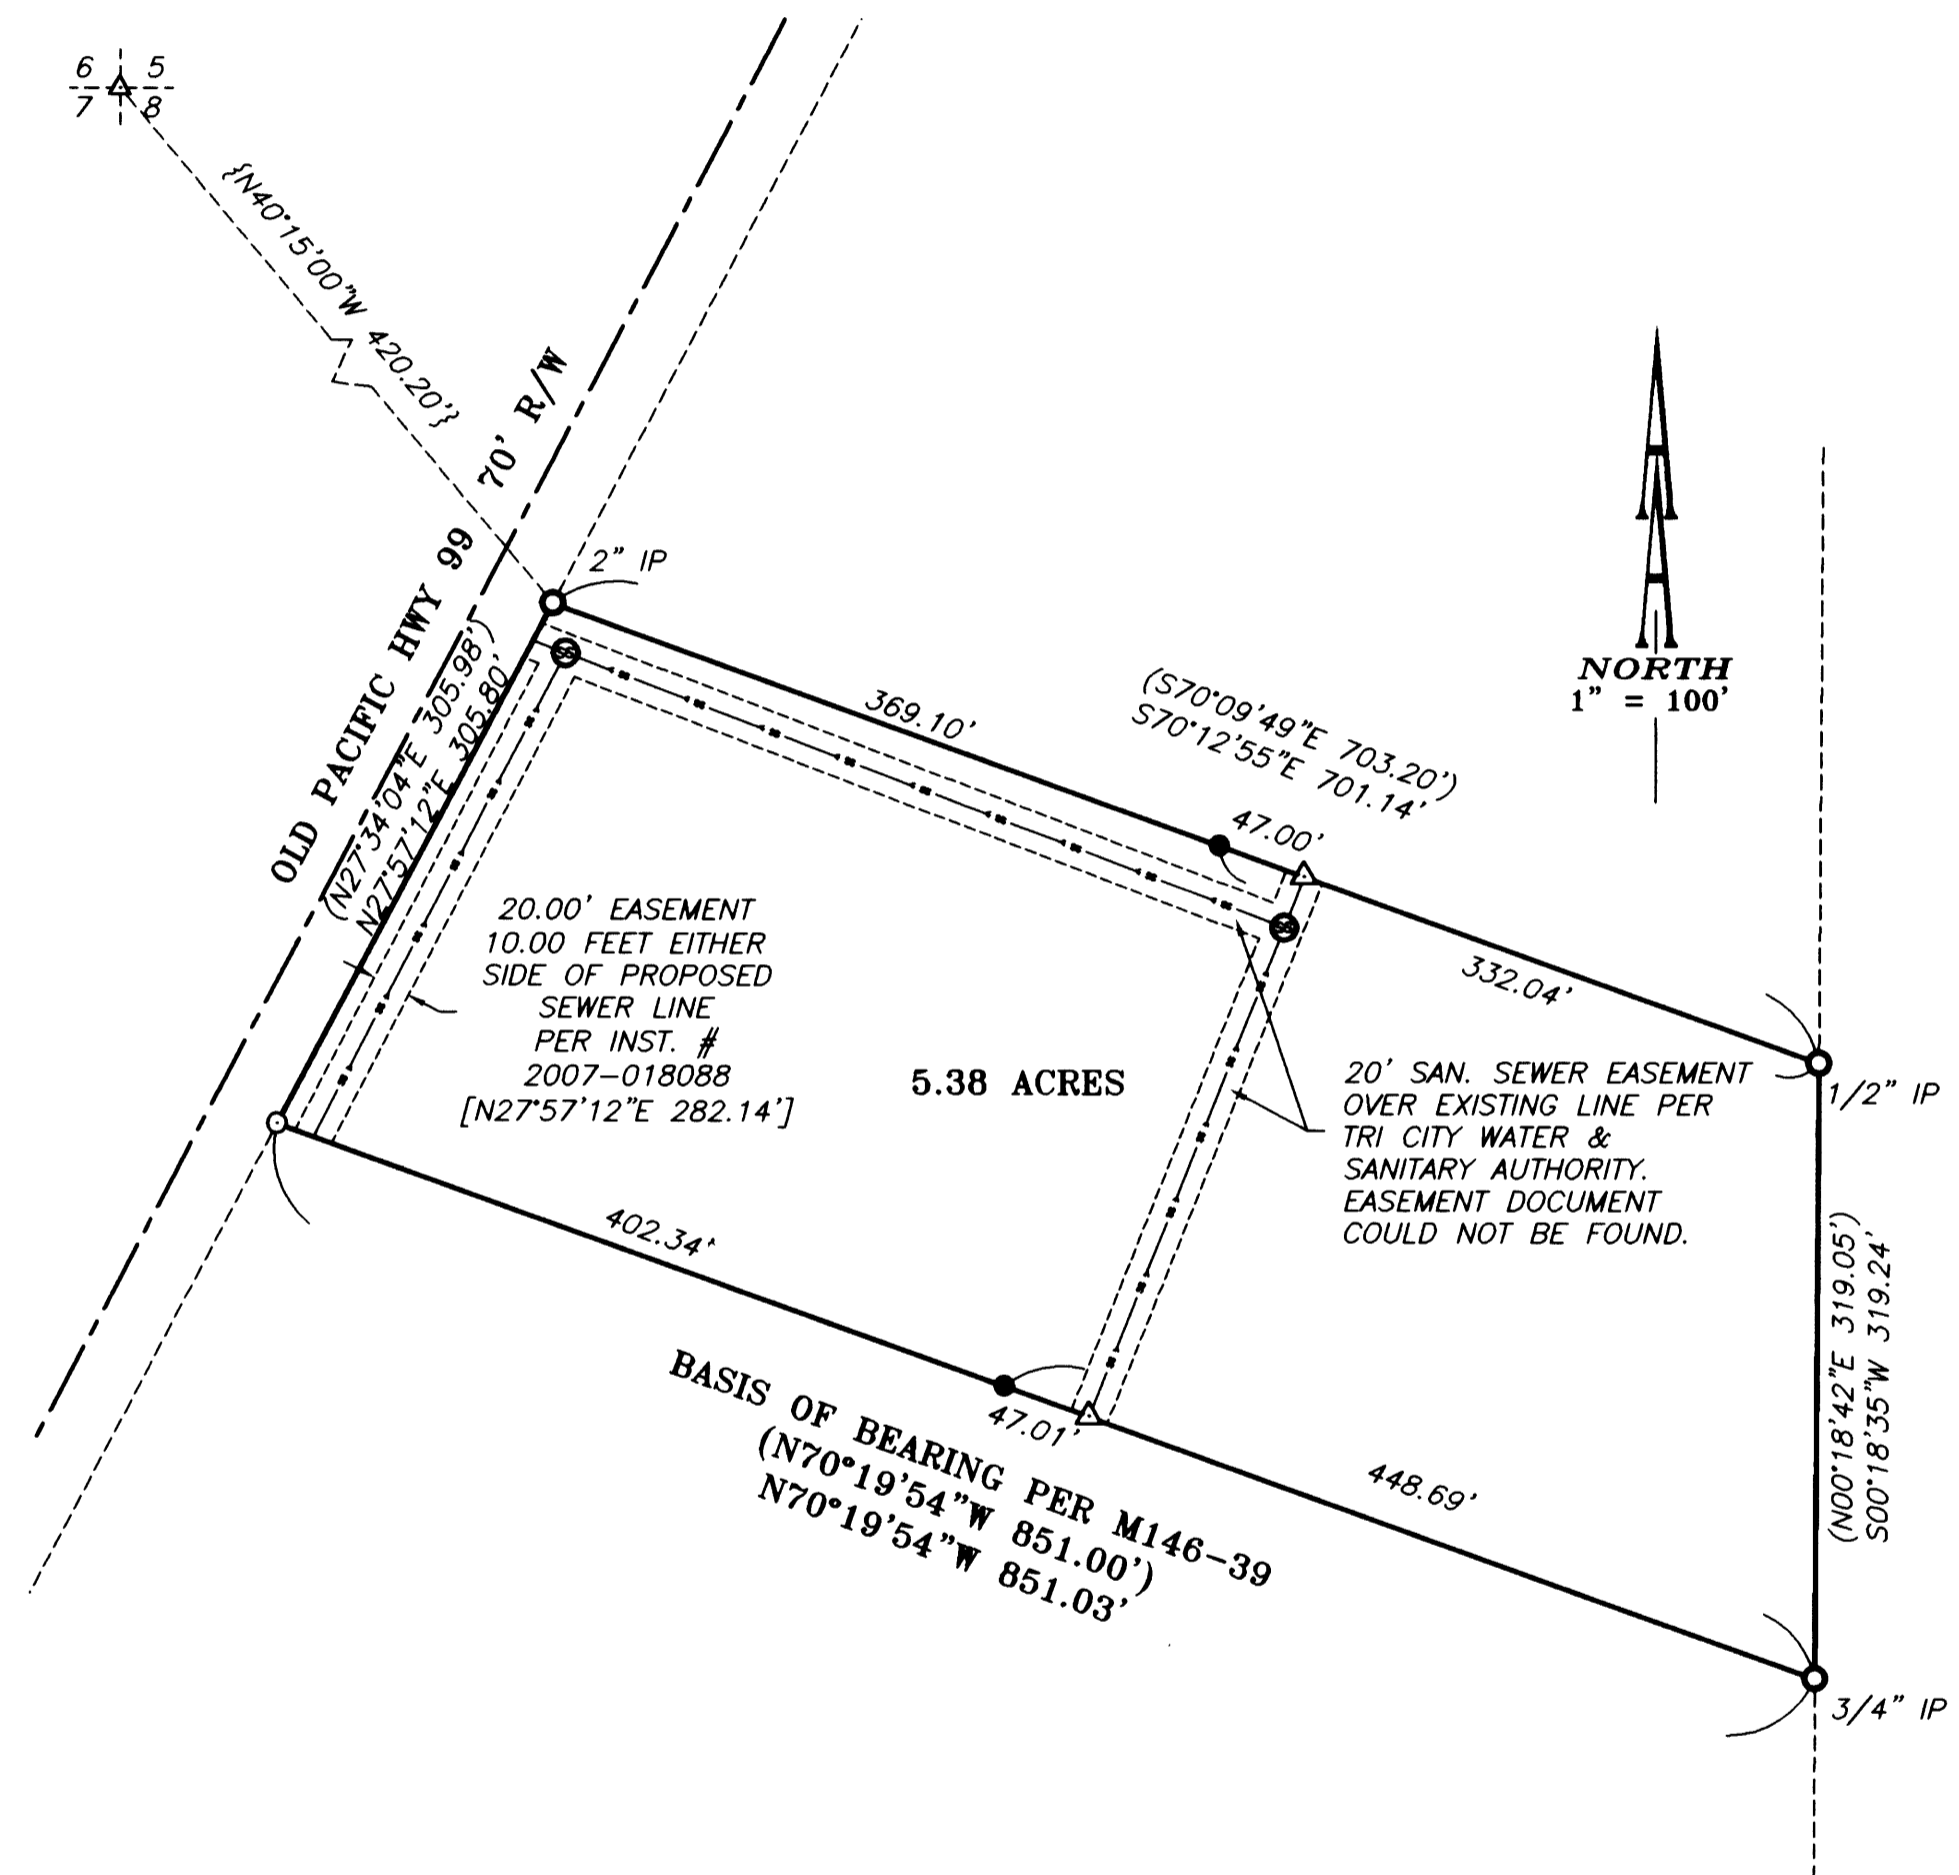 6 5
7 8
{N40°15'00"W 420.20'}
OLD PACIFIC HWY 99 70' R/W
2" IP
(N27°34'04"E 305.98')
N27°57'12"E 305.80'
369.10'
(S70°09'49"E 703.20')
S70°12'55"E 701.14'
47.00'
332.04'
NORTH
1" = 100'
20.00' EASEMENT
10.00 FEET EITHER
SIDE OF PROPOSED
SEWER LINE
PER INST. #
2007-018088
[N27°57'12"E 282.14']
5.38 ACRES
20' SAN. SEWER EASEMENT
OVER EXISTING LINE PER
TRI CITY WATER &
SANITARY AUTHORITY.
EASEMENT DOCUMENT
COULD NOT BE FOUND.
1/2" IP
(N00°18'42"E 319.05')
S00°18'35"W 319.24'
402.34'
47.01'
448.69'
BASIS OF BEARING PER M146-39
(N70°19'54"W 851.00')
N70°19'54"W 851.03'
3/4" IP
SS
SS